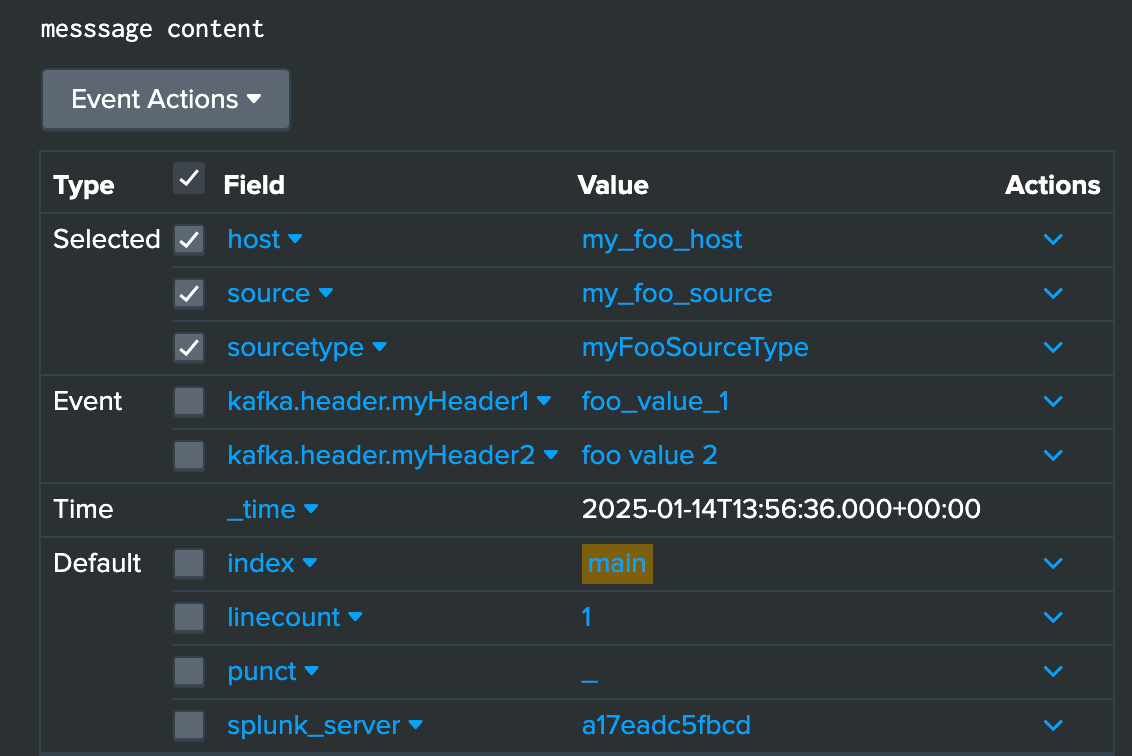 messsage content
Event Actions
Type Field Value Actions
Selected host my_foo_host
source my_foo_source
sourcetype myFooSourceType
Event kafka.header.myHeader1 foo_value_1
kafka.header.myHeader2 foo value 2
Time _time 2025-01-14T13:56:36.000+00:00
Default index main
linecount 1
punct _
splunk_server a17eadc5fbcd